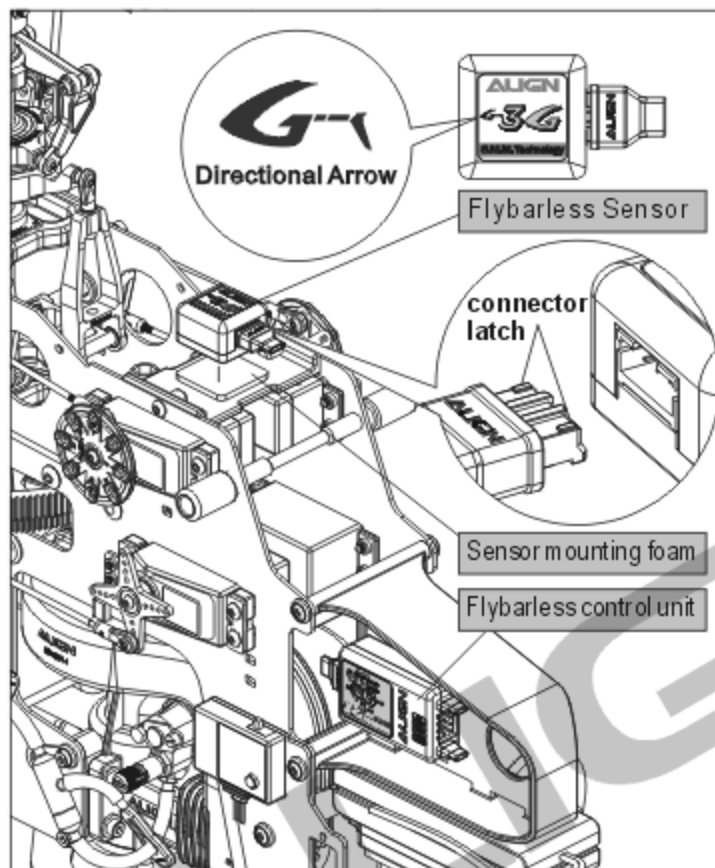 ALIGN
3G
Directional Arrow
Flybarless Sensor
connector
latch
ALIGN
ALIGN
Sensor mounting foam
Flybarless control unit
ALIGN
ALIGN